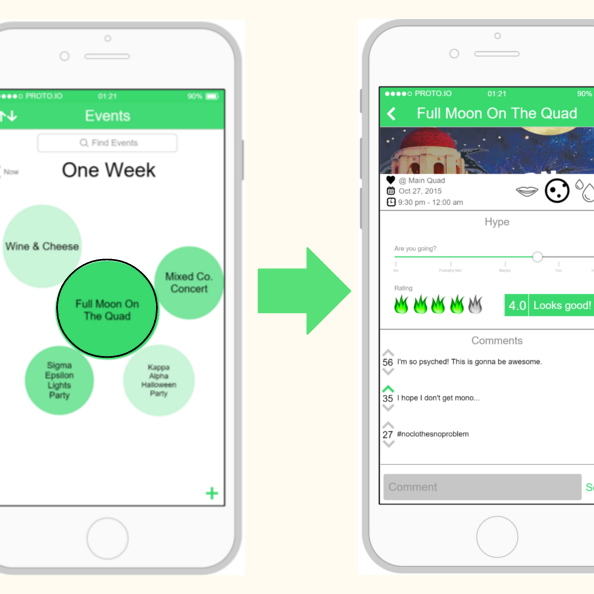 PROTO.IO 01:21 90%
Events
Find Events
Now
One Week
Wine & Cheese
Mixed Co.
Concert
Full Moon On
The Quad
Sigma
Epsilon
Lights
Party
Kappa
Alpha
Halloween
Party
+
PROTO.IO 01:21 90%
Full Moon On The Quad
@ Main Quad
Oct 27, 2015
9:30 pm - 12:00 am
Hype
Are you going?
No Probably Not Maybe Yes
Rating
4.0 Looks good!
Comments
56 I'm so psyched! This is gonna be awesome.
35 I hope I don't get mono...
27 #noclothesnoproblem
Comment